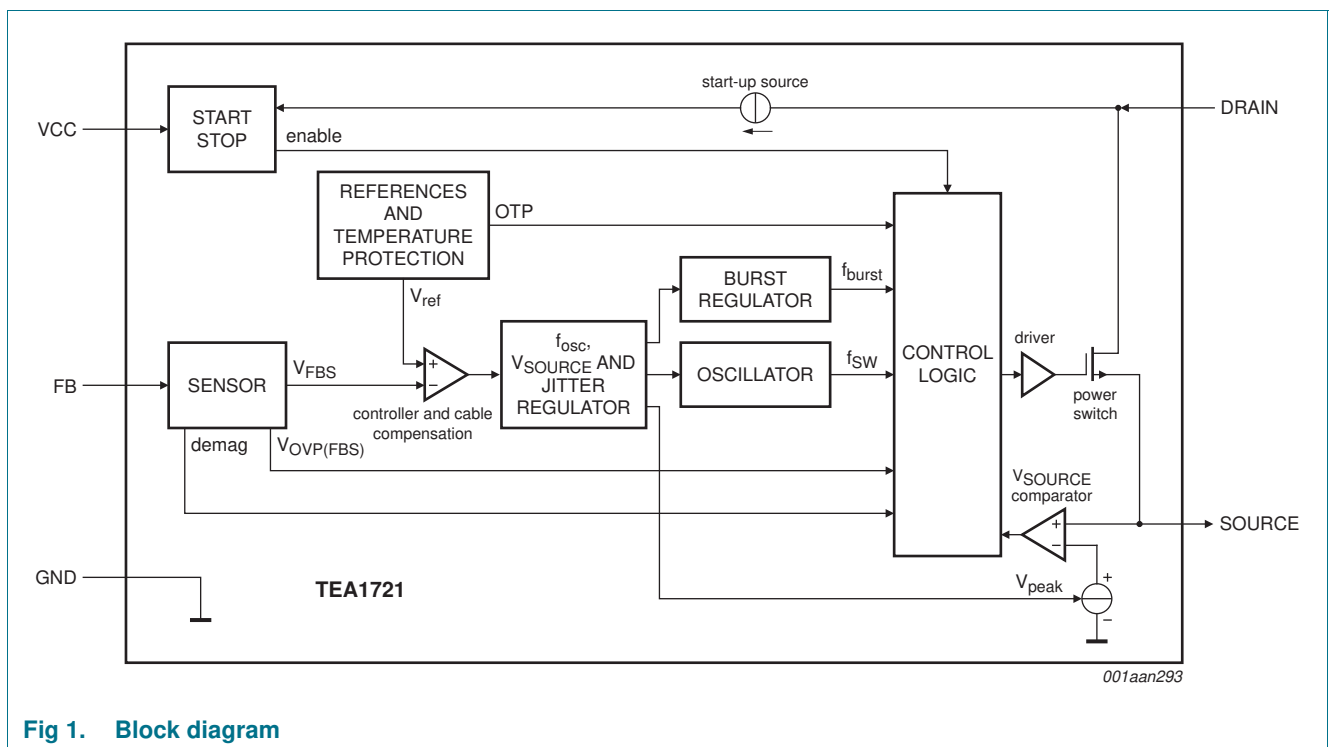 start-up source
VCC
START
STOP
DRAIN
enable
REFERENCES
AND
TEMPERATURE
PROTECTION
OTP
Vref
BURST
REGULATOR
fburst
FB
SENSOR
VFBS
+
−
controller and cable
compensation
fosc,
VSOURCE AND
JITTER
REGULATOR
OSCILLATOR
fSW
CONTROL
LOGIC
driver
power
switch
demag
VOVP(FBS)
VSOURCE
comparator
+
−
SOURCE
GND
TEA1721
Vpeak
+
−
001aan293
Fig 1. Block diagram